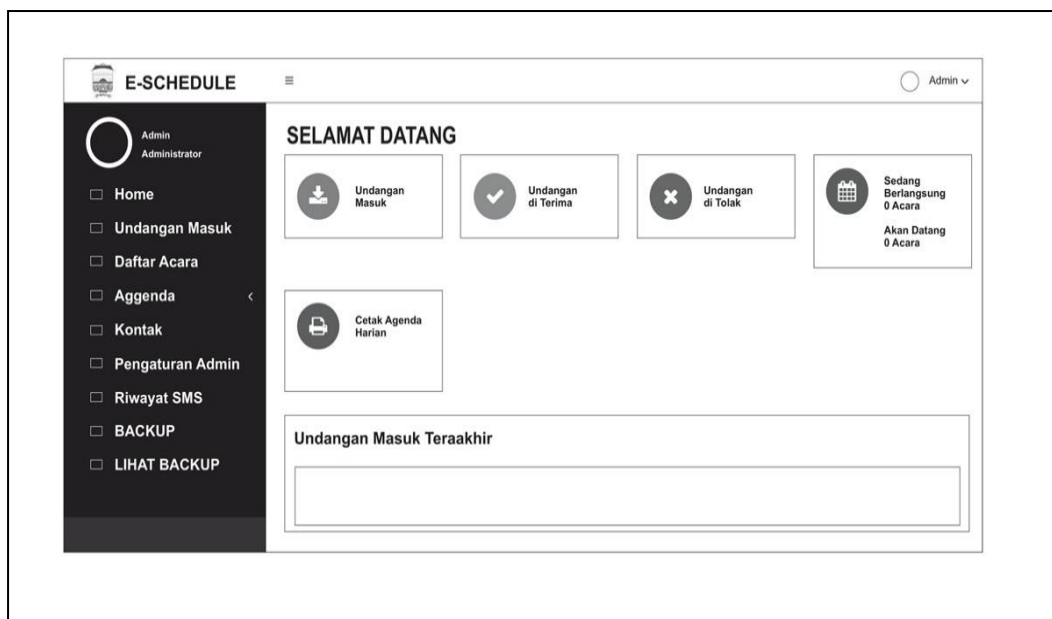 E-SCHEDULE
Admin
Admin
Administrator
Home
Undangan Masuk
Daftar Acara
Aggenda
Kontak
Pengaturan Admin
Riwayat SMS
BACKUP
LIHAT BACKUP
SELAMAT DATANG
Undangan
Masuk
Undangan
di Terima
Undangan
di Tolak
Sedang
Berlangsung
0 Acara
Akan Datang
0 Acara
Cetak Agenda
Harian
Undangan Masuk Teraakhir